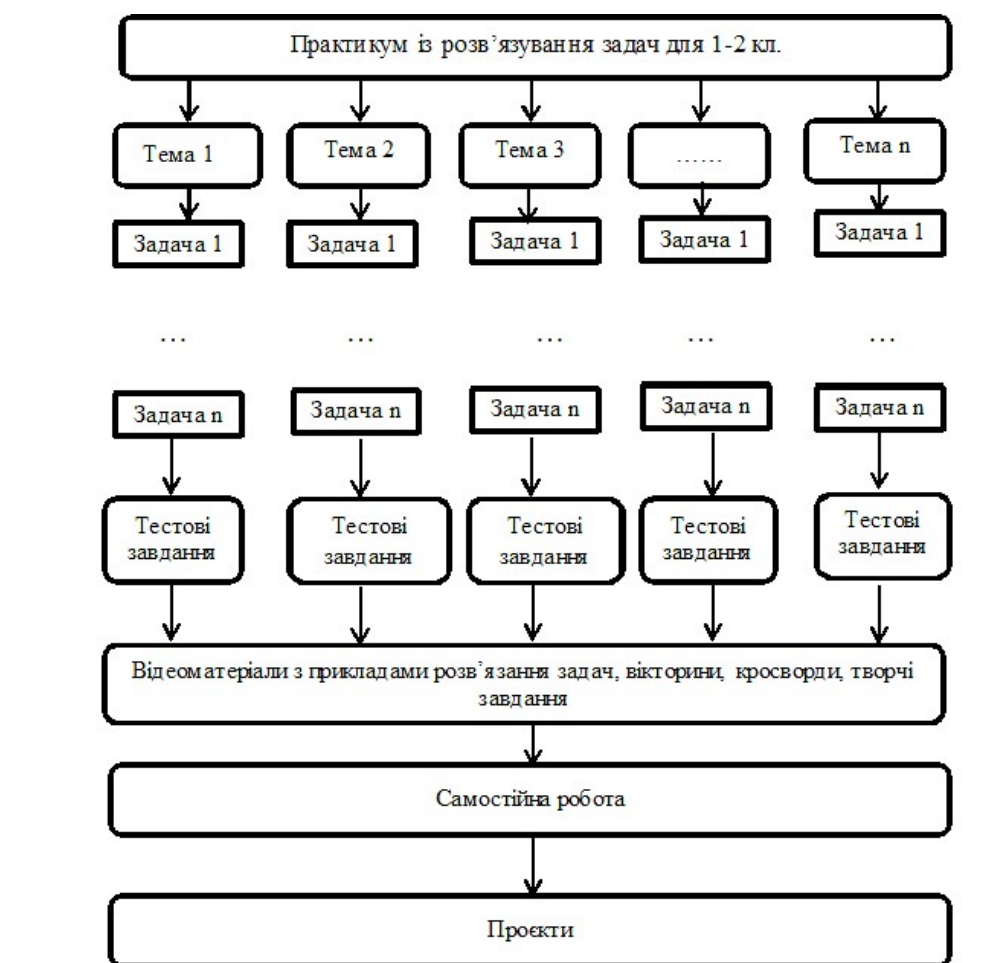 Практикум із розв’язування задач для 1-2 кл.
Тема 1
Тема 2
Тема 3
……
Тема n
Задача 1
Задача 1
Задача 1
Задача 1
Задача 1
…
…
…
…
…
Задача n
Задача n
Задача n
Задача n
Задача n
Тестові
завдання
Тестові
завдання
Тестові
завдання
Тестові
завдання
Тестові
завдання
Відеоматеріали з прикладами розв’язання задач, вікторини, кросворди, творчі
завдання
Самостійна робота
Проєкти